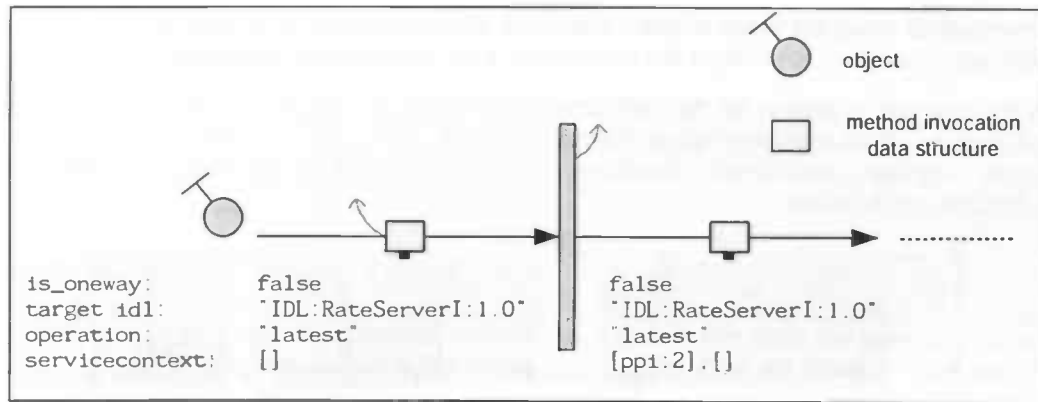 object
method invocation
data structure
is_oneway: false false
target idl: "IDL:RateServerI:1.0" "IDL:RateServerI:1.0"
operation: "latest" "latest"
servicecontext: [] [ppi:2].[]